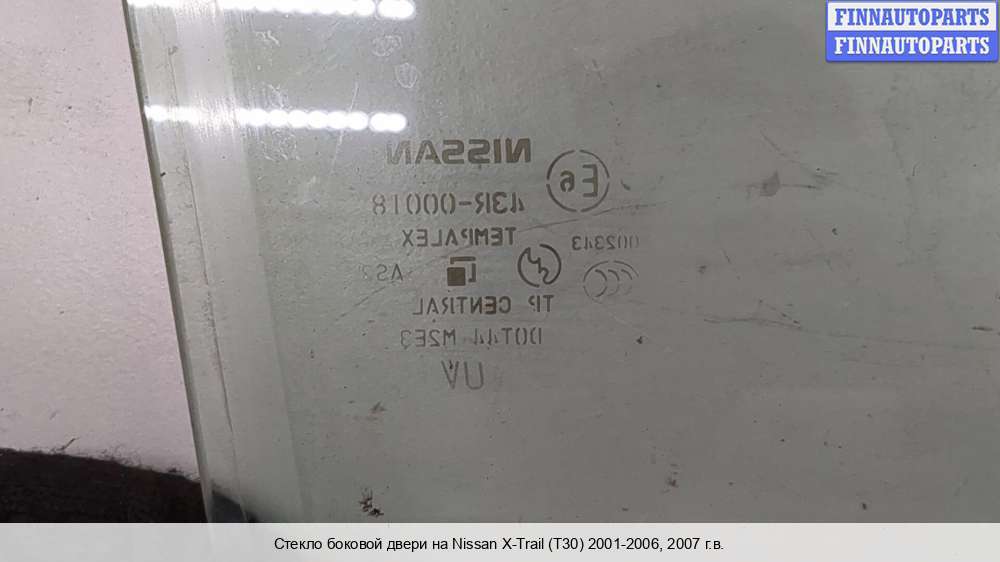 FINNAUTOPARTS
FINNAUTOPARTS
NISSAN
E6
43R-00018
TEMPALEX
002343
AS2
CCC
TP CENTRAL
DOT44 M2E3
UV
Стекло боковой двери на Nissan X-Trail (T30) 2001-2006, 2007 г.в.